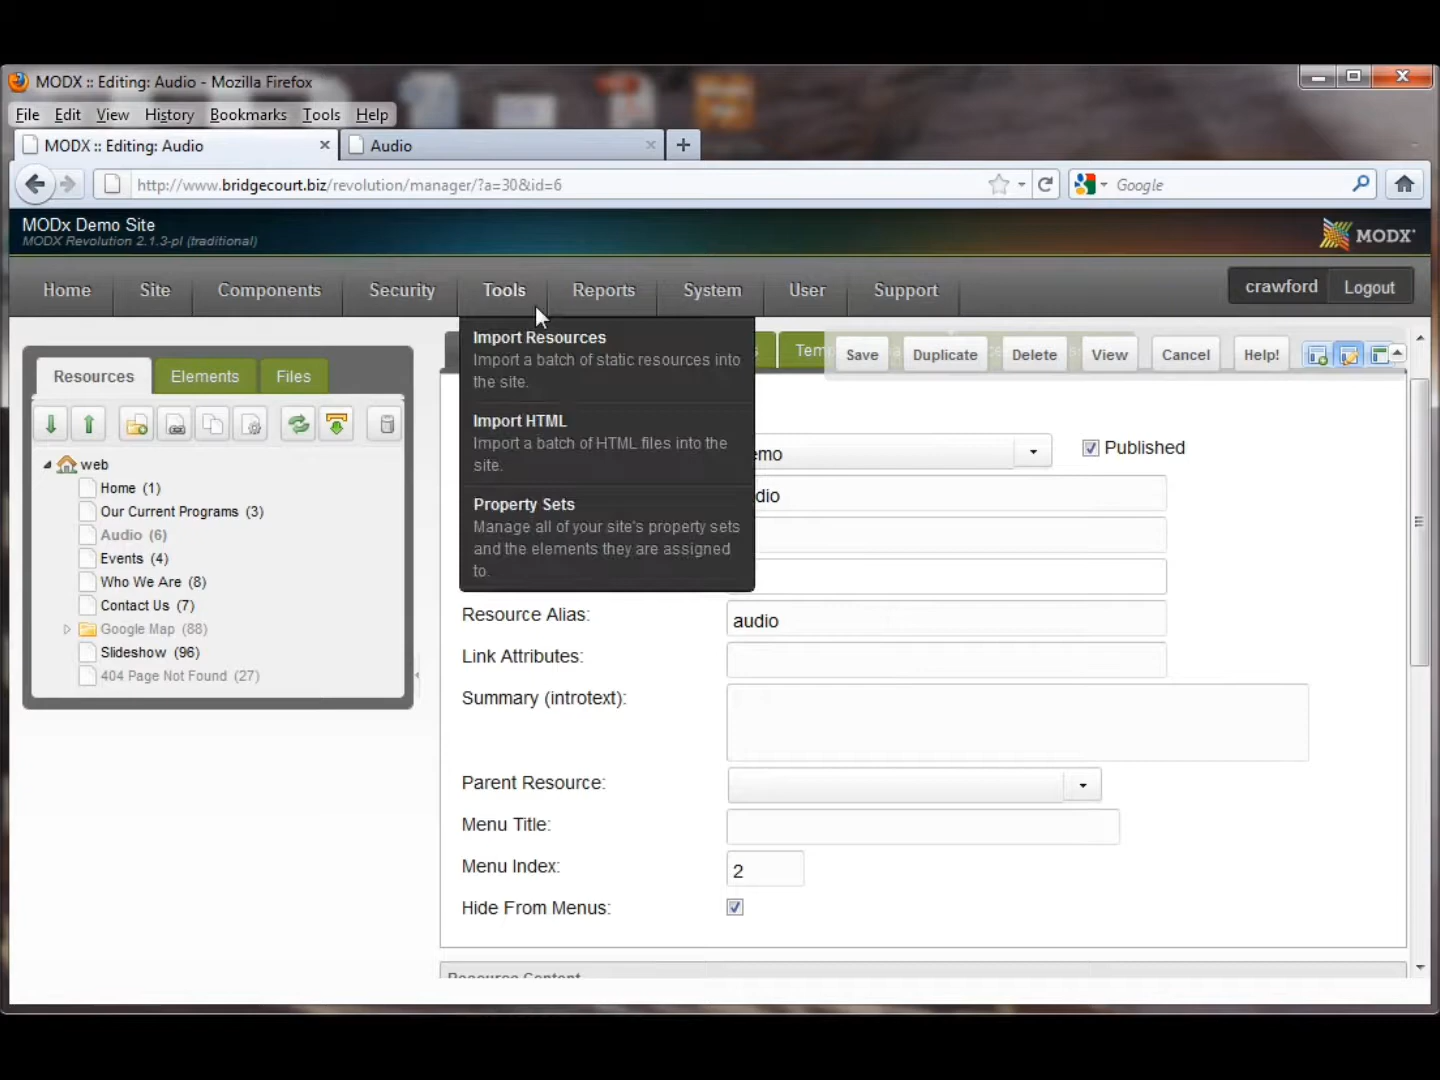 MODX :: Editing: Audio - Mozilla Firefox
File Edit View History Bookmarks Tools Help
MODX :: Editing: Audio
Audio
http://www.bridgecourt.biz/revolution/manager/?a=30&id=6
Google
MODx Demo Site
MODX Revolution 2.1.3-pl (traditional)
MODX
Home Site Components Security Tools Reports System User Support
crawford Logout
Import Resources
Import a batch of static resources into
the site.
Import HTML
Import a batch of HTML files into the
site.
Property Sets
Manage all of your site's property sets
and the elements they are assigned
to.
Save Duplicate Delete View Cancel Help!
Resources Elements Files
web
Home (1)
Our Current Programs (3)
Audio (6)
Events (4)
Who We Are (8)
Contact Us (7)
Google Map (88)
Slideshow (96)
404 Page Not Found (27)
Published
Resource Alias: audio
Link Attributes:
Summary (introtext):
Parent Resource:
Menu Title:
Menu Index: 2
Hide From Menus:
Resource Content